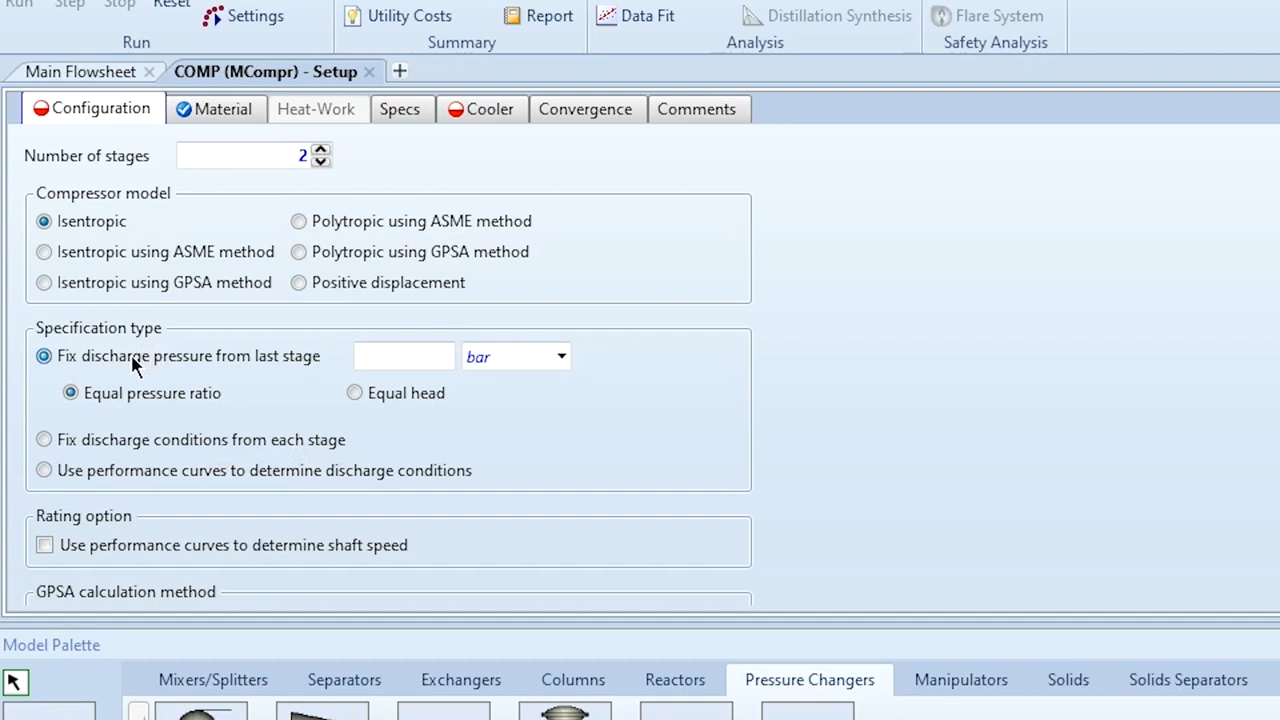 Run Step Stop Reset
Settings Utility Costs Report Data Fit Distillation Synthesis Flare System
Run Summary Analysis Safety Analysis
Main Flowsheet COMP (MCompr) - Setup
Configuration Material Heat-Work Specs Cooler Convergence Comments
Number of stages 2
Compressor model
Isentropic Polytropic using ASME method
Isentropic using ASME method Polytropic using GPSA method
Isentropic using GPSA method Positive displacement
Specification type
Fix discharge pressure from last stage bar
Equal pressure ratio Equal head
Fix discharge conditions from each stage
Use performance curves to determine discharge conditions
Rating option
Use performance curves to determine shaft speed
GPSA calculation method
Model Palette
Mixers/Splitters Separators Exchangers Columns Reactors Pressure Changers Manipulators Solids Solids Separators